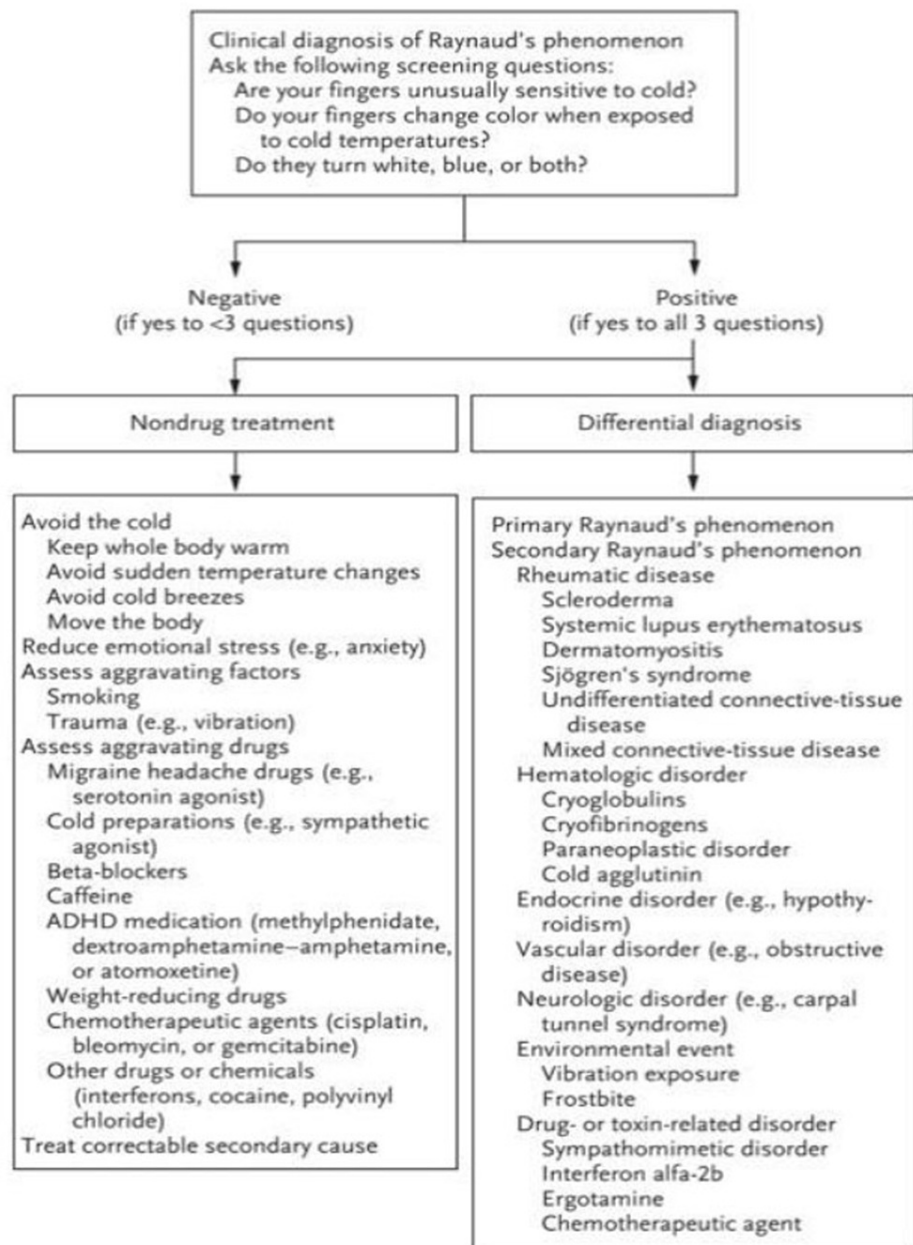 Clinical diagnosis of Raynaud's phenomenon
Ask the following screening questions:
Are your fingers unusually sensitive to cold?
Do your fingers change color when exposed
to cold temperatures?
Do they turn white, blue, or both?
Negative
(if yes to <3 questions)
Positive
(if yes to all 3 questions)
Nondrug treatment
Differential diagnosis
Avoid the cold
Keep whole body warm
Avoid sudden temperature changes
Avoid cold breezes
Move the body
Reduce emotional stress (e.g., anxiety)
Assess aggravating factors
Smoking
Trauma (e.g., vibration)
Assess aggravating drugs
Migraine headache drugs (e.g.,
serotonin agonist)
Cold preparations (e.g., sympathetic
agonist)
Beta-blockers
Caffeine
ADHD medication (methylphenidate,
dextroamphetamine–amphetamine,
or atomoxetine)
Weight-reducing drugs
Chemotherapeutic agents (cisplatin,
bleomycin, or gemcitabine)
Other drugs or chemicals
(interferons, cocaine, polyvinyl
chloride)
Treat correctable secondary cause
Primary Raynaud's phenomenon
Secondary Raynaud's phenomenon
Rheumatic disease
Scleroderma
Systemic lupus erythematosus
Dermatomyositis
Sjögren's syndrome
Undifferentiated connective-tissue
disease
Mixed connective-tissue disease
Hematologic disorder
Cryoglobulins
Cryofibrinogens
Paraneoplastic disorder
Cold agglutinin
Endocrine disorder (e.g., hypothy-
roidism)
Vascular disorder (e.g., obstructive
disease)
Neurologic disorder (e.g., carpal
tunnel syndrome)
Environmental event
Vibration exposure
Frostbite
Drug- or toxin-related disorder
Sympathomimetic disorder
Interferon alfa-2b
Ergotamine
Chemotherapeutic agent